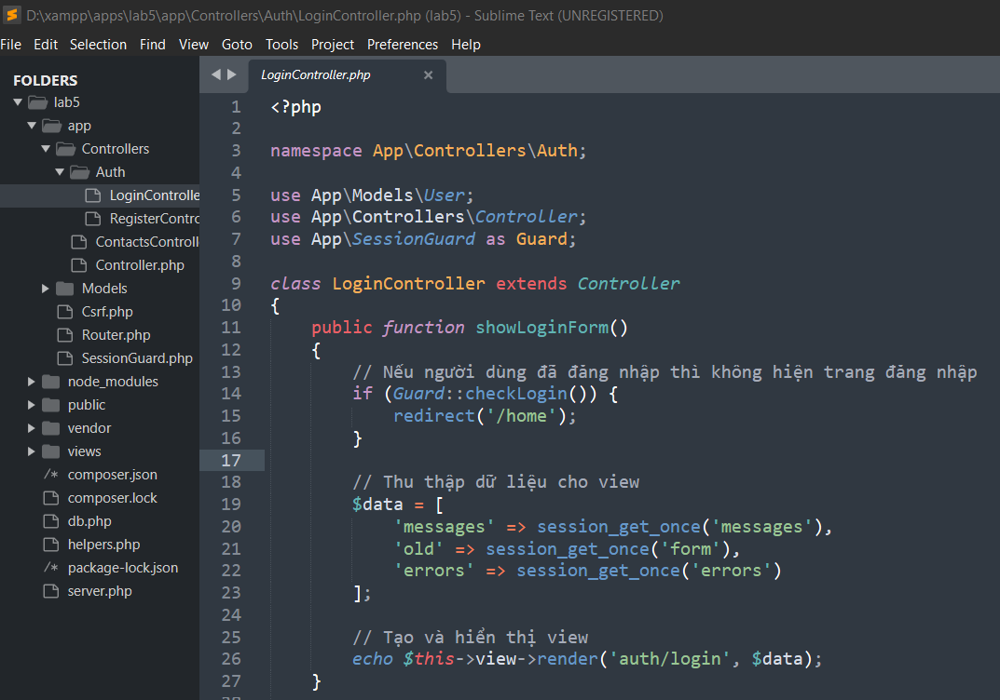 D:\xampp\apps\lab5\app\Controllers\Auth\LoginController.php (lab5) - Sublime Text (UNREGISTERED)
File Edit Selection Find View Goto Tools Project Preferences Help
FOLDERS
lab5
app
Controllers
Auth
LoginControlle
RegisterContro
ContactsControll
Controller.php
Models
Csrf.php
Router.php
SessionGuard.php
node_modules
public
vendor
views
/* composer.json
composer.lock
db.php
helpers.php
/* package-lock.json
server.php
LoginController.php ×
1 <?php
2
3 namespace App\Controllers\Auth;
4
5 use App\Models\User;
6 use App\Controllers\Controller;
7 use App\SessionGuard as Guard;
8
9 class LoginController extends Controller
10 {
11 public function showLoginForm()
12 {
13 // Nếu người dùng đã đăng nhập thì không hiện trang đăng nhập
14 if (Guard::checkLogin()) {
15 redirect('/home');
16 }
17
18 // Thu thập dữ liệu cho view
19 $data = [
20 'messages' => session_get_once('messages'),
21 'old' => session_get_once('form'),
22 'errors' => session_get_once('errors')
23 ];
24
25 // Tạo và hiển thị view
26 echo $this->view->render('auth/login', $data);
27 }